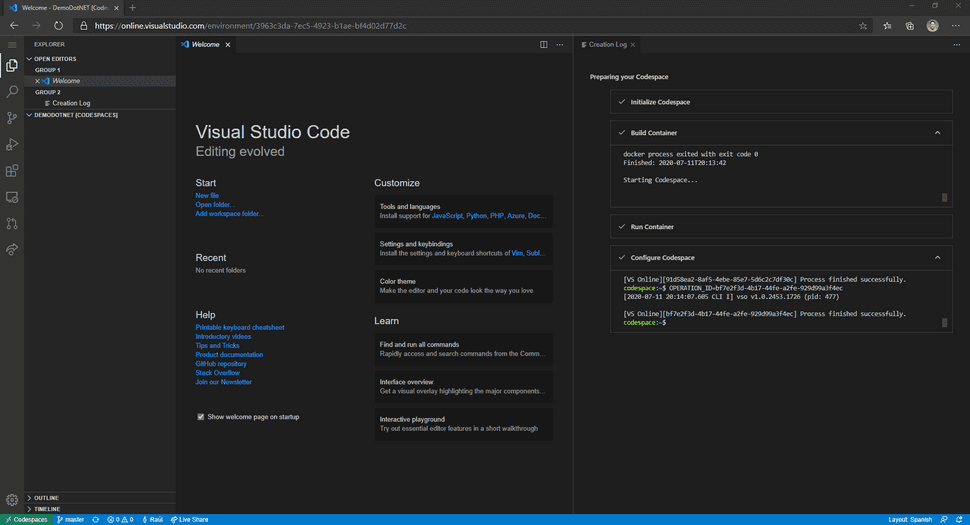 Welcome - DemoDotNET [Codes
https://online.visualstudio.com/environment/3963c3da-7ec5-4923-b1ae-bf4d02d77d2c
EXPLORER
OPEN EDITORS
GROUP 1
Welcome
GROUP 2
Creation Log
DEMODOTNET [CODESPACES]
OUTLINE
TIMELINE
Welcome
Visual Studio Code
Editing evolved
Start
New file
Open folder...
Add workspace folder...
Recent
No recent folders
Help
Printable keyboard cheatsheet
Introductory videos
Tips and Tricks
Product documentation
GitHub repository
Stack Overflow
Join our Newsletter
Show welcome page on startup
Customize
Tools and languages
Install support for JavaScript, Python, PHP, Azure, Dec...
Settings and keybindings
Install the settings and keyboard shortcuts of Vim, Subl...
Color theme
Make the editor and your code look the way you love
Learn
Find and run all commands
Rapidly access and search commands from the Comm...
Interface overview
Get a visual overlay highlighting the major components...
Interactive playground
Try out essential editor features in a short walkthrough
Creation Log
Preparing your Codespace
Initialize Codespace
Build Container
docker process exited with exit code 0
Finished: 2020-07-11T20:13:42
Starting Codespace...
Run Container
Configure Codespace
[VS Online][91d58ea2-8af5-4ebe-85e7-5d6c2c7df30c] Process finished successfully.
codespace:~$ OPERATION_ID=bf7e2f3d-4b17-44fe-a2fe-929d99a3f4ec
[2020-07-11 20:14:07.605 CLI I] vso v1.0.2453.1726 (pid: 477)
[VS Online][bf7e2f3d-4b17-44fe-a2fe-929d99a3f4ec] Process finished successfully.
codespace:~$
Codespaces master 0 0 Raúl Live Share Layout: Spanish